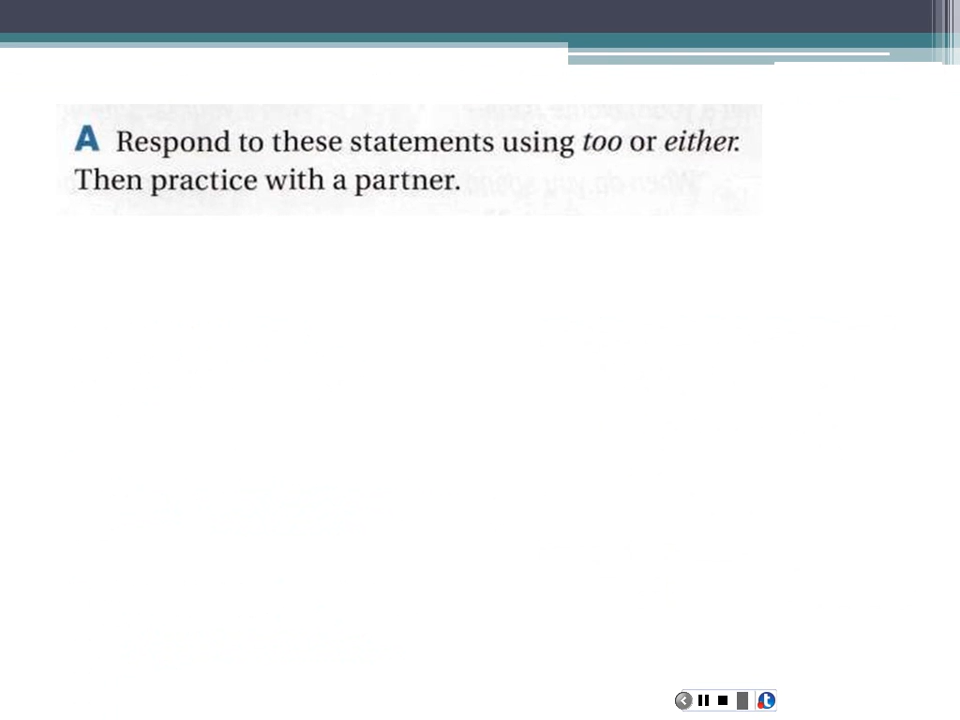 A Respond to these statements using too or either.
Then practice with a partner.